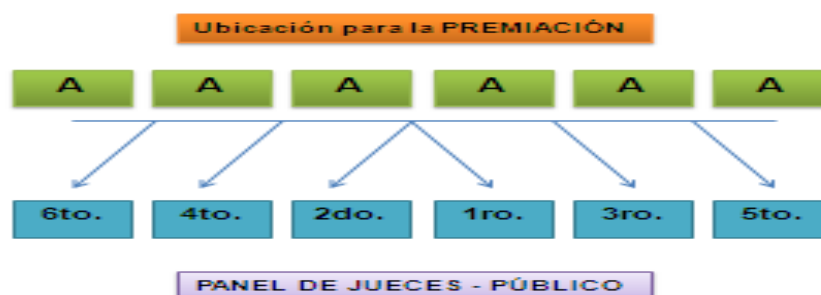 Ubicación para la PREMIACIÓN
A A A A A A
6to. 4to. 2do. 1ro. 3ro. 5to.
PANEL DE JUECES - PÚBLICO